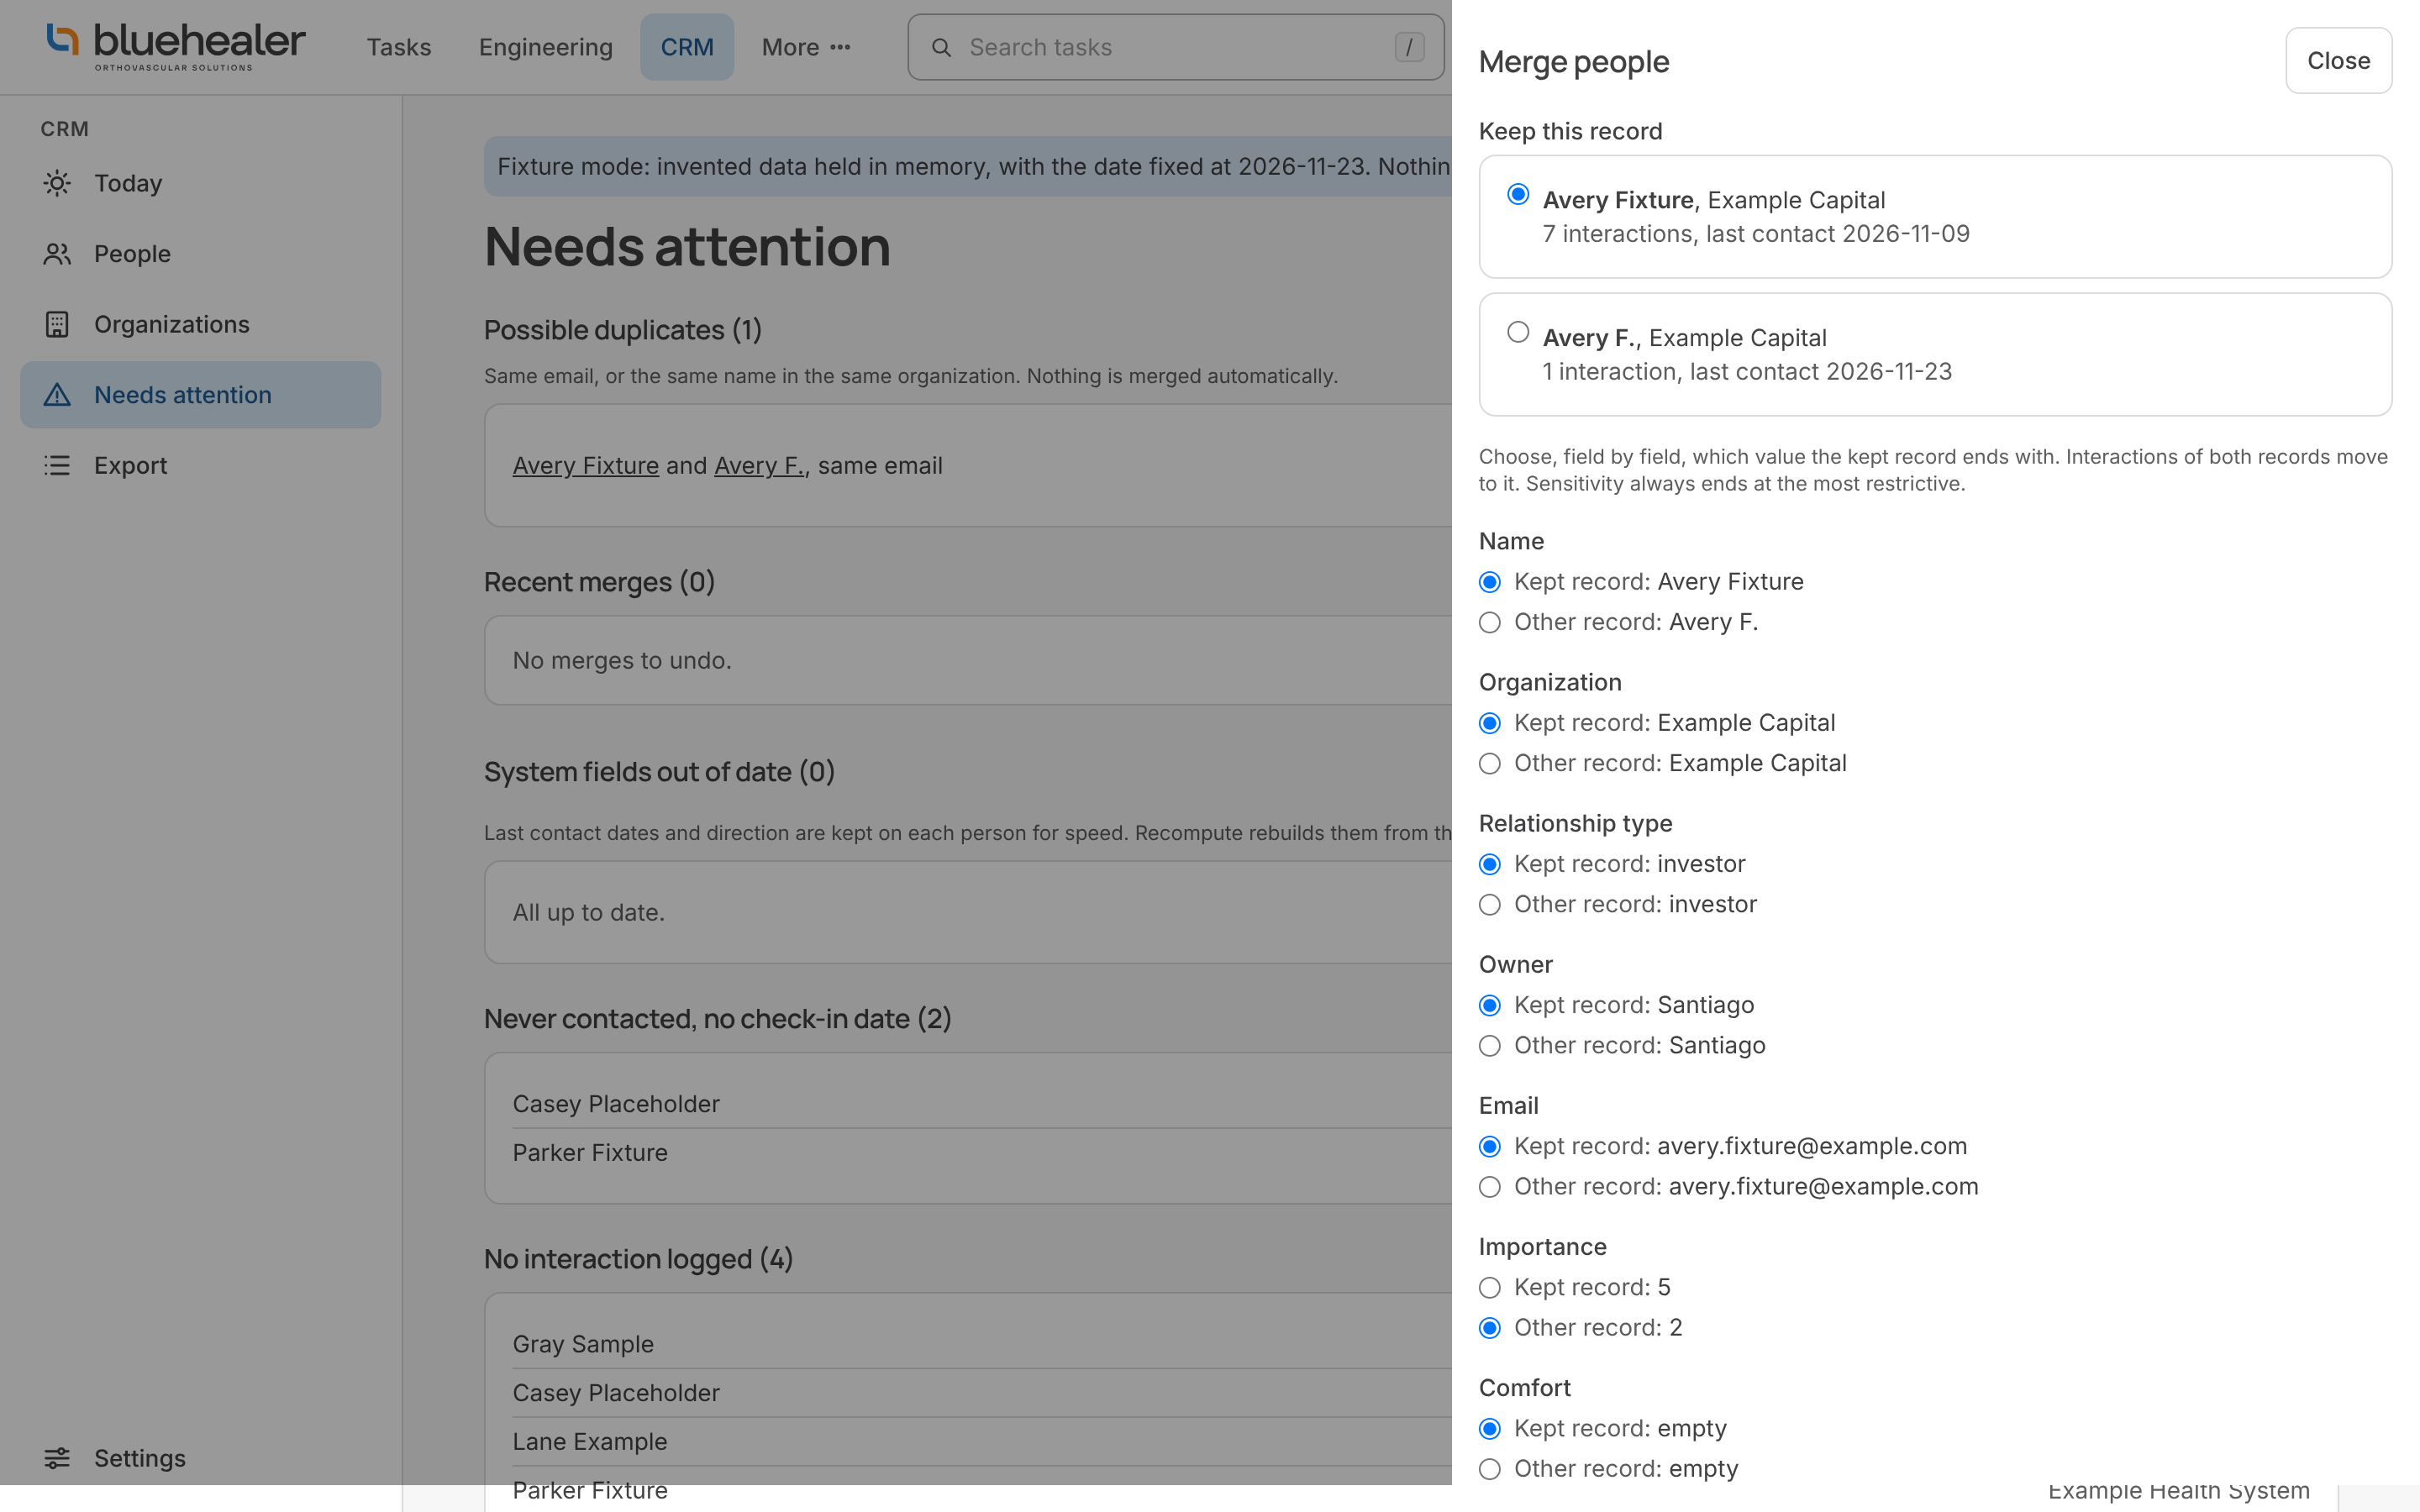 bluehealer
ORTHOVASCULAR SOLUTIONS
Tasks
Engineering
CRM
More
Search tasks
/
CRM
Today
People
Organizations
Needs attention
Export
Settings
Fixture mode: invented data held in memory, with the date fixed at 2026-11-23.
Needs attention
Possible duplicates (1)
Same email, or the same name in the same organization. Nothing is merged automatically.
Avery Fixture and Avery F., same email
Recent merges (0)
No merges to undo.
System fields out of date (0)
Last contact dates and direction are kept on each person for speed. Recompute rebuilds them from
All up to date.
Never contacted, no check-in date (2)
Casey Placeholder
Parker Fixture
No interaction logged (4)
Gray Sample
Casey Placeholder
Lane Example
Parker Fixture
Merge people
Close
Keep this record
Avery Fixture, Example Capital
7 interactions, last contact 2026-11-09
Avery F., Example Capital
1 interaction, last contact 2026-11-23
Choose, field by field, which value the kept record ends with. Interactions of both records move
to it. Sensitivity always ends at the most restrictive.
Name
Kept record: Avery Fixture
Other record: Avery F.
Organization
Kept record: Example Capital
Other record: Example Capital
Relationship type
Kept record: investor
Other record: investor
Owner
Kept record: Santiago
Other record: Santiago
Email
Kept record: avery.fixture@example.com
Other record: avery.fixture@example.com
Importance
Kept record: 5
Other record: 2
Comfort
Kept record: empty
Other record: empty
Example Health System